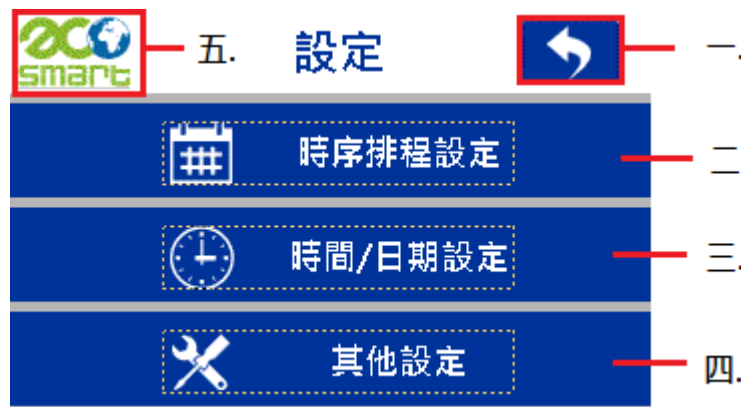 eco smart
五.
設定
一.
時序排程設定
二
時間/日期設定
三.
其他設定
四.